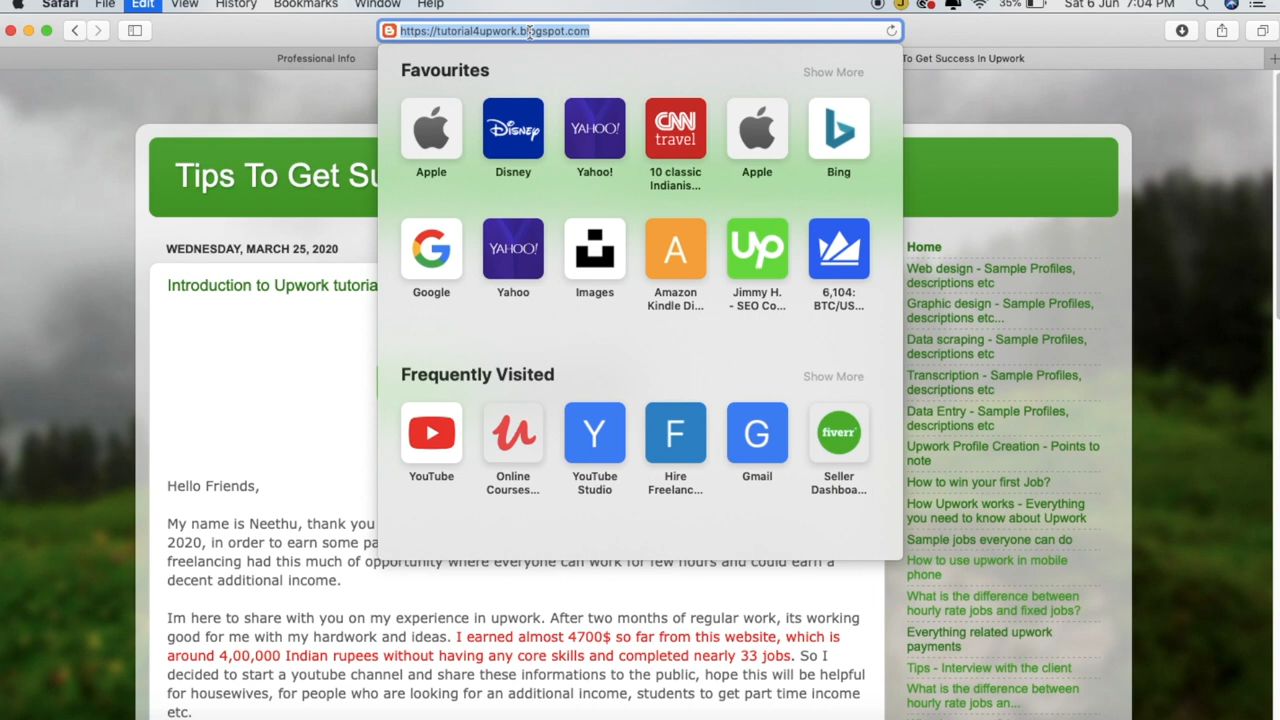 Safari File Edit View History Bookmarks Window Help 35% Sat 6 Jun 7:04 PM
https://tutorial4upwork.blogspot.com
Professional Info
To Get Success In Upwork
Favourites Show More
DISNEY YAHOO! CNN travel
Apple Disney Yahoo! 10 classic Apple Bing
Indianis...
YAHOO! A Up
Google Yahoo Images Amazon Jimmy H. 6,104:
Kindle Di... - SEO Co... BTC/US...
Frequently Visited Show More
Y F G fiverr
YouTube Online YouTube Hire Gmail Seller
Courses... Studio Freelanc... Dashboa...
Tips To Get Su
WEDNESDAY, MARCH 25, 2020
Introduction to Upwork tutoria
Hello Friends,
My name is Neethu, thank you
2020, in order to earn some pa
freelancing had this much of opportunity where everyone can work for few hours and could earn a
decent additional income.
Im here to share with you on my experience in upwork. After two months of regular work, its working
good for me with my hardwork and ideas. I earned almost 4700$ so far from this website, which is
around 4,00,000 Indian rupees without having any core skills and completed nearly 33 jobs. So I
decided to start a youtube channel and share these informations to the public, hope this will be helpful
for housewives, for people who are looking for an additional income, students to get part time income
etc.
Home
Web design - Sample Profiles,
descriptions etc
Graphic design - Sample Profiles,
descriptions etc...
Data scraping - Sample Profiles,
descriptions etc
Transcription - Sample Profiles,
descriptions etc
Data Entry - Sample Profiles,
descriptions etc
Upwork Profile Creation - Points to
note
How to win your first Job?
How Upwork works - Everything
you need to know about Upwork
Sample jobs everyone can do
How to use upwork in mobile
phone
What is the difference between
hourly rate jobs and fixed jobs?
Everything related upwork
payments
Tips - Interview with the client
What is the difference between
hourly rate jobs an...